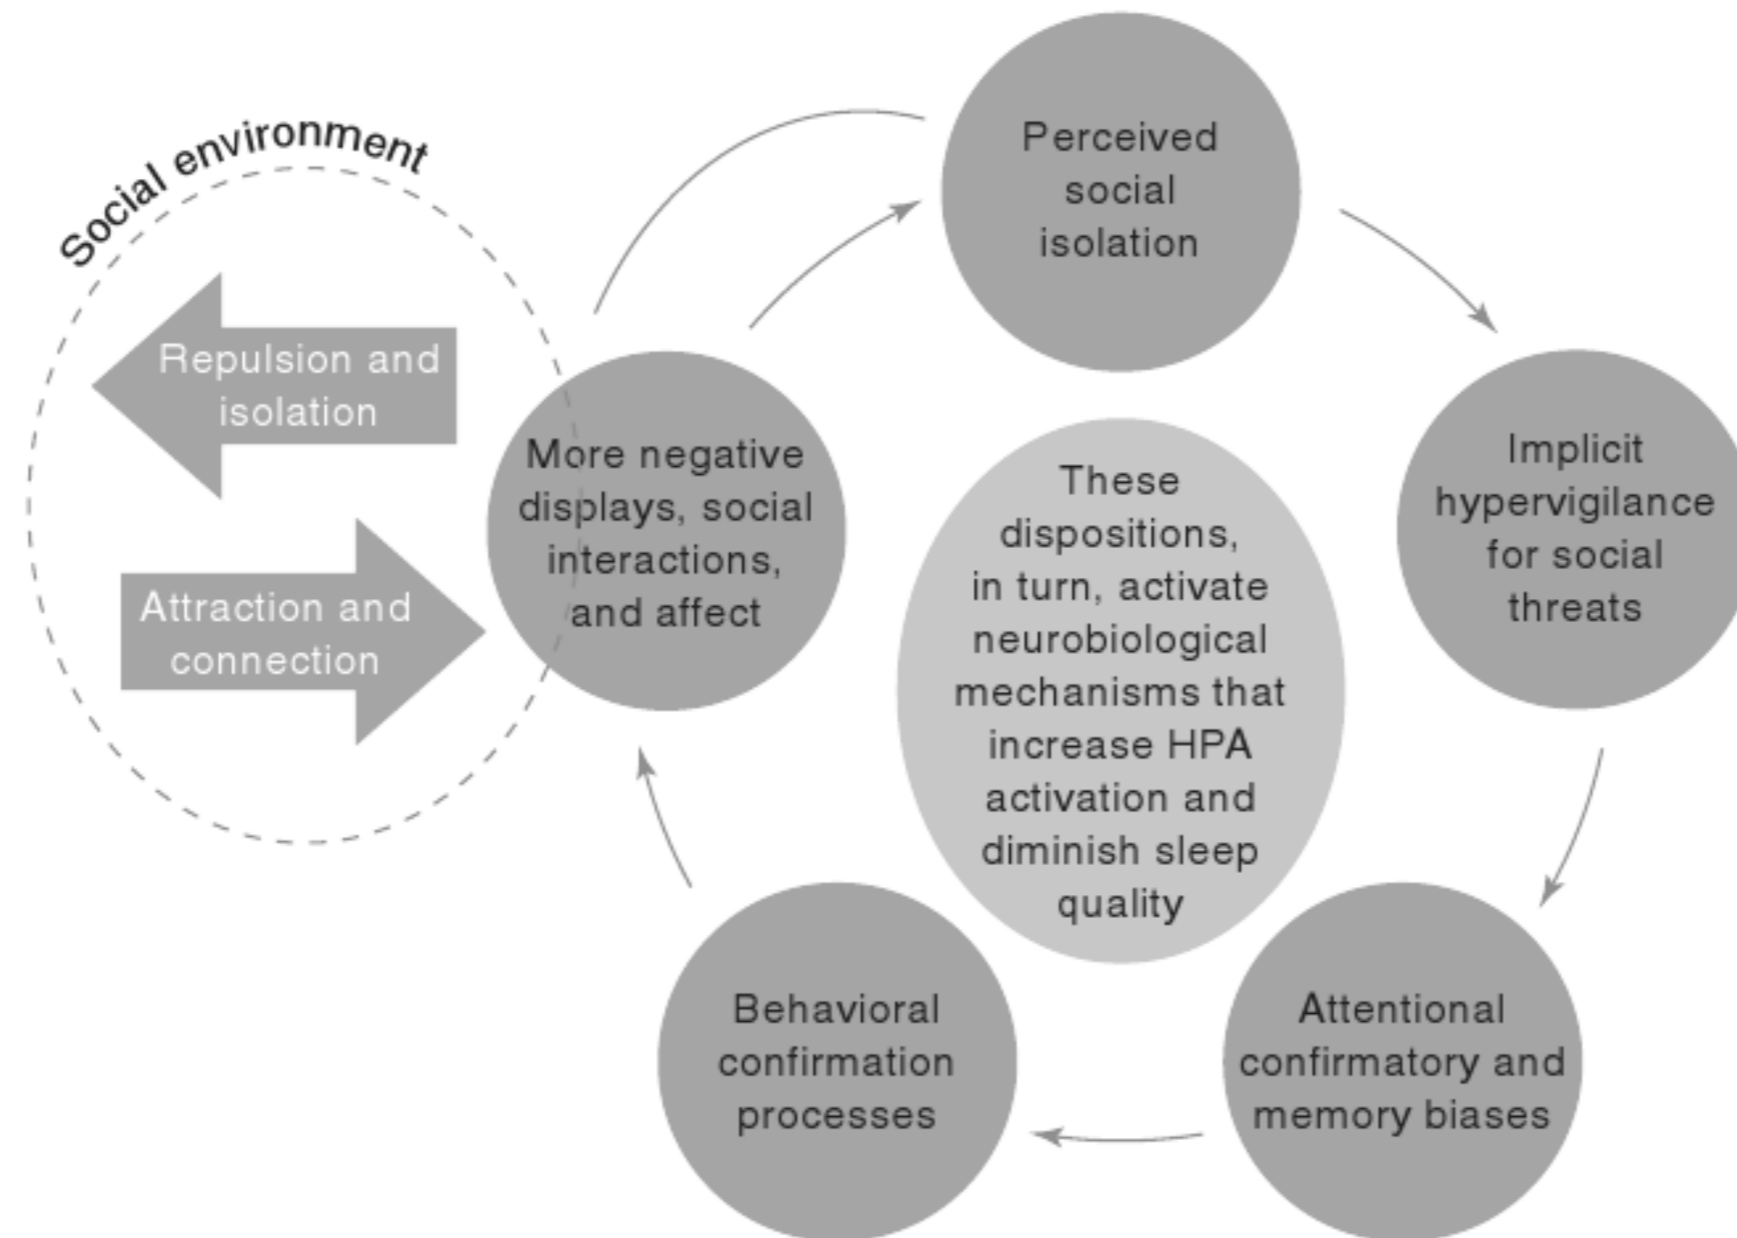 Social environment
Repulsion and
isolation
Attraction and
connection
More negative
displays, social
interactions,
and affect
Perceived
social
isolation
Implicit
hypervigilance
for social
threats
These
dispositions,
in turn, activate
neurobiological
mechanisms that
increase HPA
activation and
diminish sleep
quality
Attentional
confirmatory and
memory biases
Behavioral
confirmation
processes